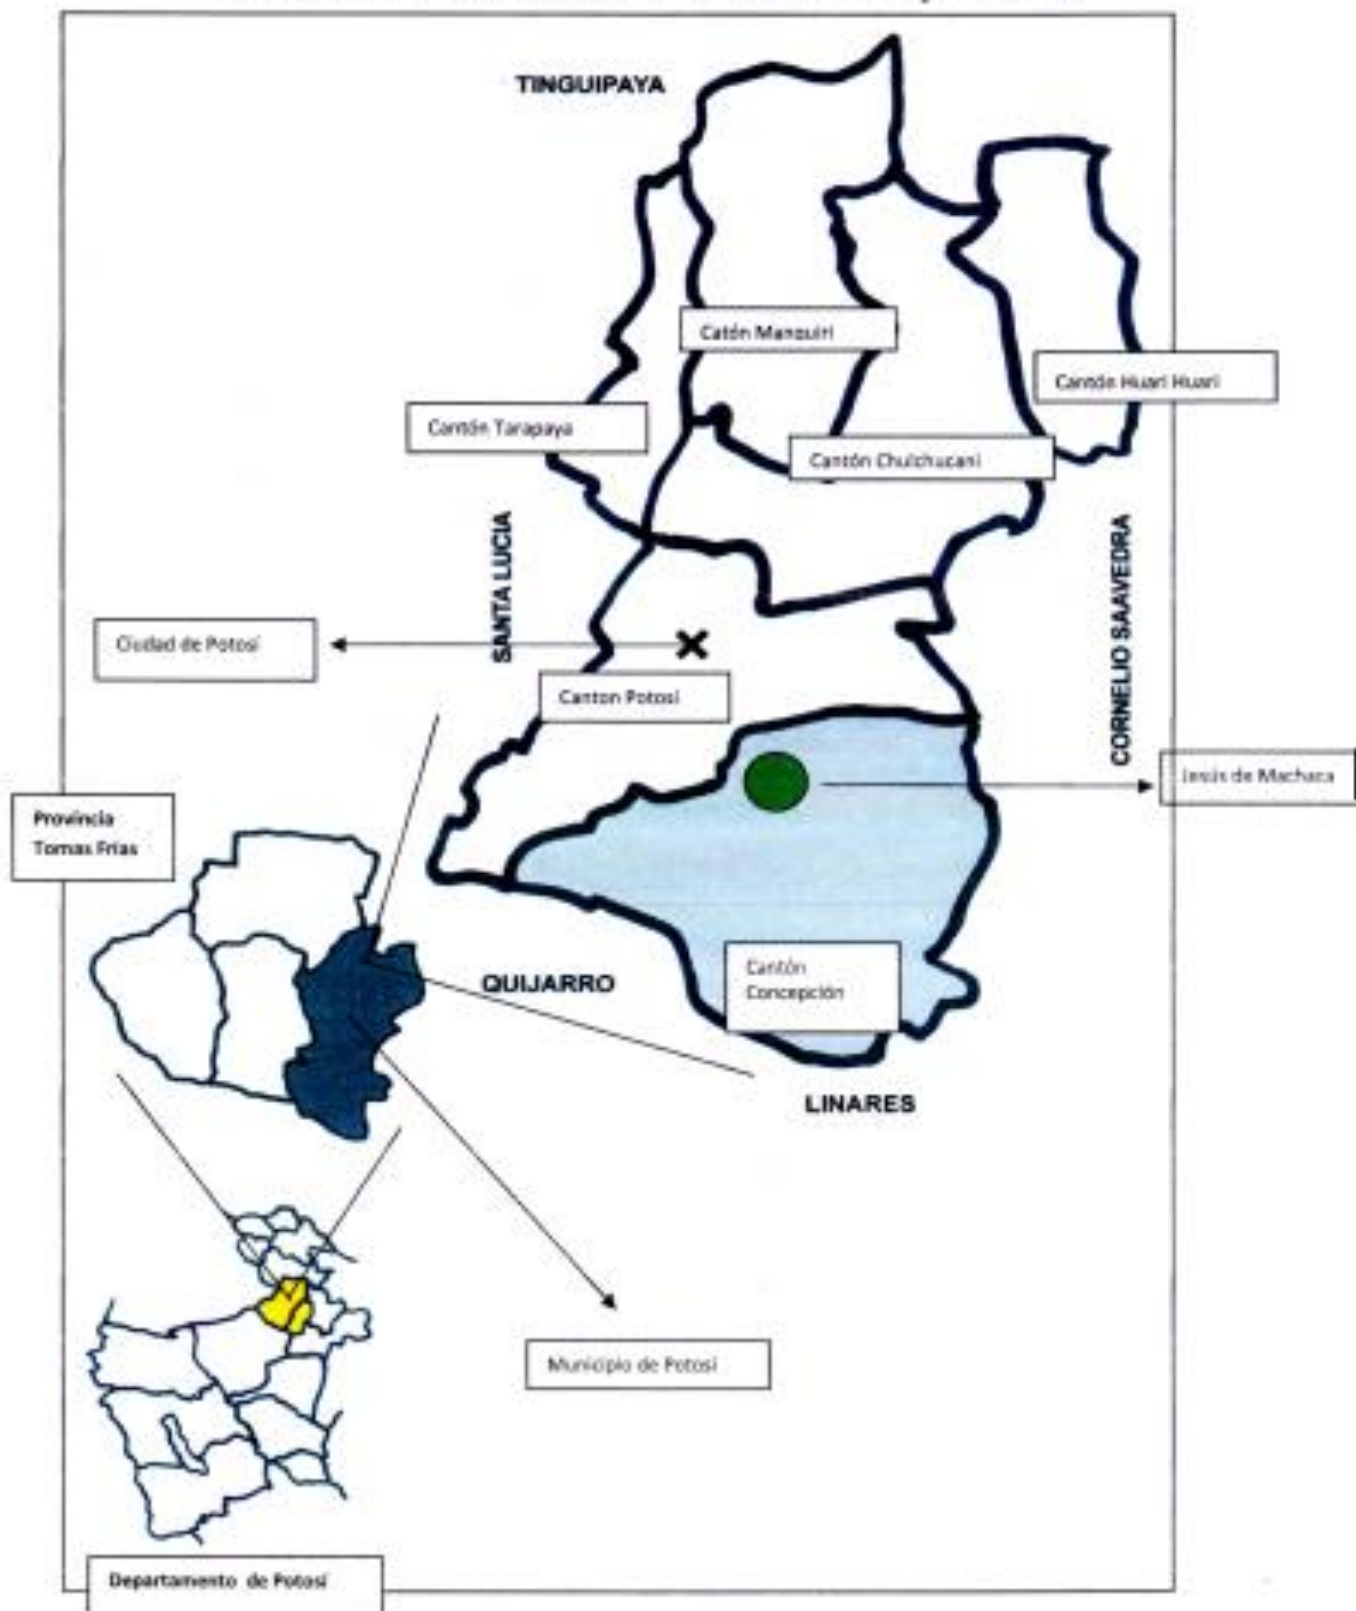 TINGUIPAYA
Catón Manquiri
Cantón Huari Huari
Cantón Tarapaya
Cantón Chulchucani
SANTA LUCIA
CORNELIO SAAVEDRA
Ciudad de Potosí
Canton Potosí
Jesús de Machaca
Provincia
Tomas Frías
Cantón
Concepción
QUIJARRO
LINARES
Municipio de Potosí
Departamento de Potosí